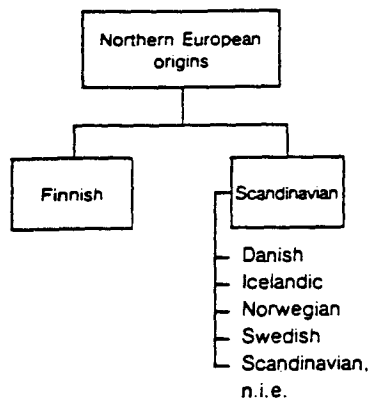 Northern European
origins
Finnish
Scandinavian
Danish
Icelandic
Norwegian
Swedish
Scandinavian,
n.i.e.